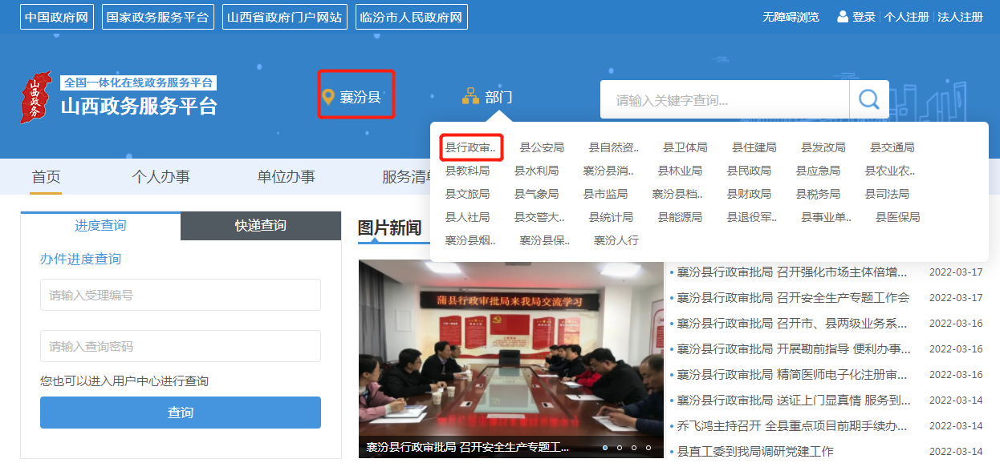 中国政府网 国家政务服务平台 山西省政府门户网站 临汾市人民政府网 无障碍浏览 登录 个人注册 法人注册
山西政务
全国一体化在线政务服务平台
山西政务服务平台
襄汾县
部门
请输入关键字查询...
县行政审.. 县公安局 县自然资.. 县卫体局 县住建局 县发改局 县交通局
县教科局 县水利局 襄汾县消.. 县林业局 县民政局 县应急局 县农业农..
县文旅局 县气象局 县市监局 襄汾县档.. 县财政局 县税务局 县司法局
县人社局 县交警大.. 县统计局 县能源局 县退役军.. 县事业单.. 县医保局
襄汾县烟.. 襄汾县保.. 襄汾人行
首页 个人办事 单位办事 服务清单
进度查询 快递查询
办件进度查询
请输入受理编号
请输入查询密码
您也可以进入用户中心进行查询
查询
图片新闻
蒲县行政审批局来我局交流学习
襄汾县行政审批局 召开安全生产专题工...
襄汾县行政审批局 召开强化市场主体倍增... 2022-03-17
襄汾县行政审批局 召开安全生产专题工作会 2022-03-17
襄汾县行政审批局 召开市、县两级业务系... 2022-03-16
襄汾县行政审批局 开展勘前指导 便利办事... 2022-03-16
襄汾县行政审批局 精简医师电子化注册审... 2022-03-16
襄汾县行政审批局 送证上门显真情 服务到... 2022-03-14
乔飞鸿主持召开 全县重点项目前期手续办... 2022-03-14
县直工委到我局调研党建工作 2022-03-14